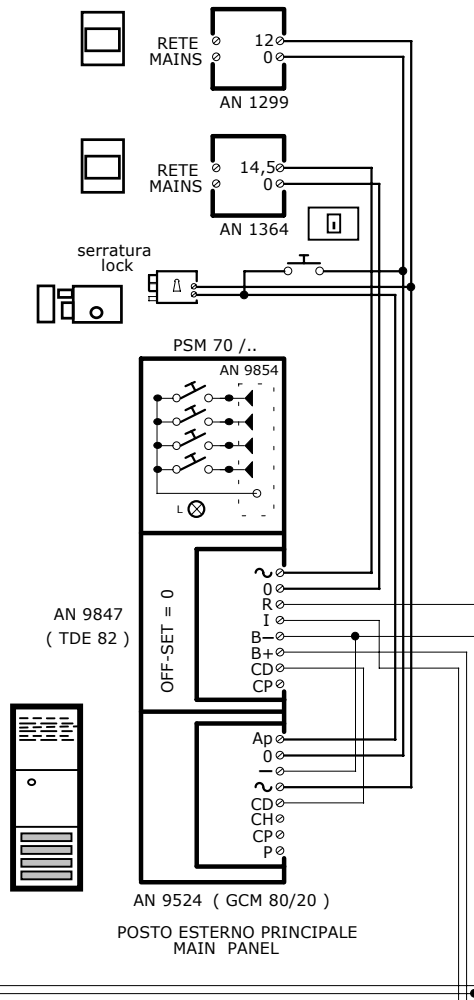 RETE
MAINS
12
0
AN 1299
RETE
MAINS
14,5
0
AN 1364
serratura
lock
PSM 70 /..
AN 9854
L
AN 9847
( TDE 82 )
OFF-SET = 0
~
0
R
I
B−
B+
CD
CP
Ap
0
−
~
CD
CH
CP
P
AN 9524 ( GCM 80/20 )
POSTO ESTERNO PRINCIPALE
MAIN PANEL